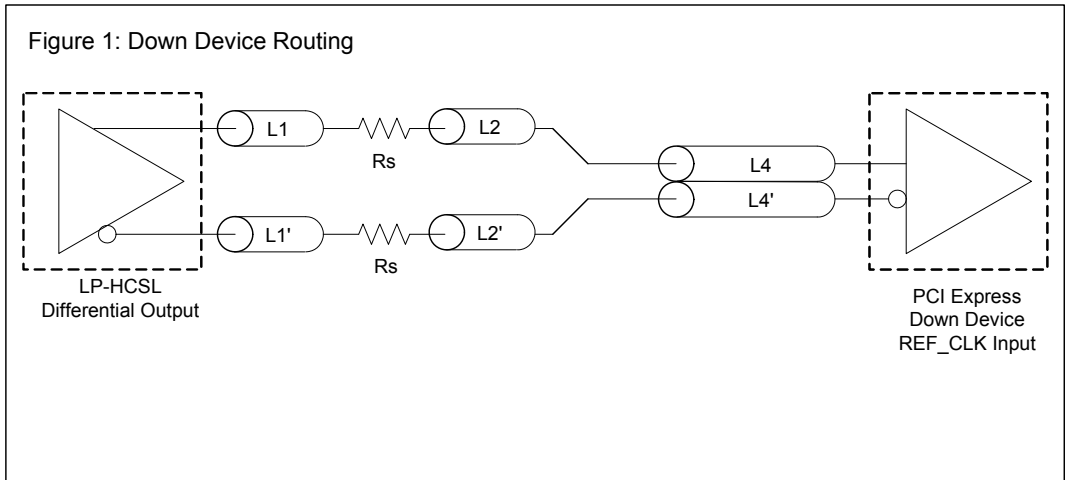 Figure 1: Down Device Routing
L1
Rs
L2
L4
L4'
L1'
Rs
L2'
LP-HCSL
Differential Output
PCI Express
Down Device
REF_CLK Input